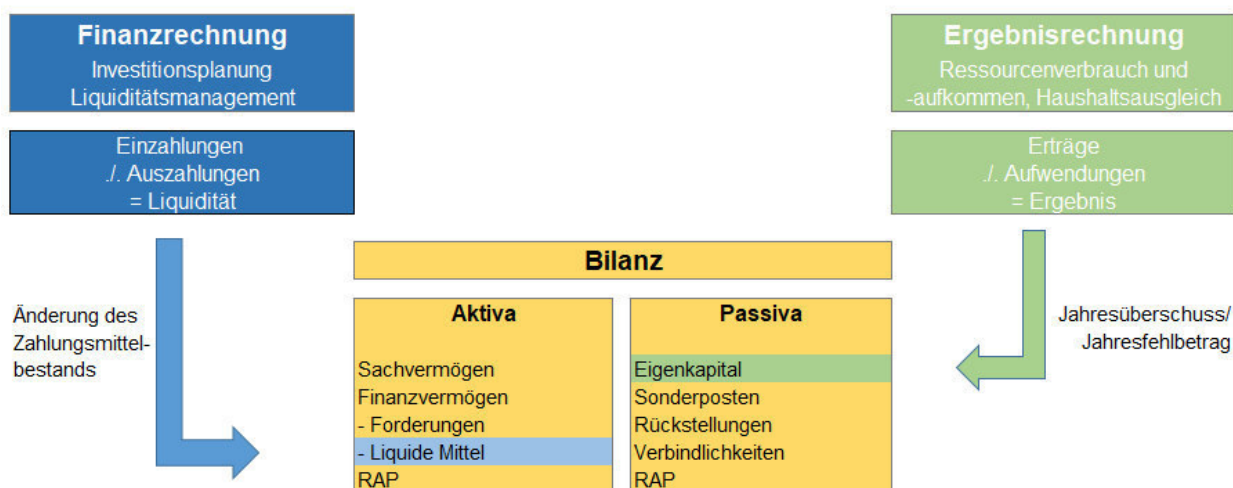 Finanzrechnung
Investitionsplanung
Liquiditätsmanagement
Einzahlungen
./. Auszahlungen
= Liquidität
Ergebnisrechnung
Ressourcenverbrauch und
-aufkommen, Haushaltsausgleich
Erträge
./. Aufwendungen
= Ergebnis
Änderung des
Zahlungsmittel-
bestands
Bilanz
Aktiva
Sachvermögen
Finanzvermögen
- Forderungen
- Liquide Mittel
RAP
Passiva
Eigenkapital
Sonderposten
Rückstellungen
Verbindlichkeiten
RAP
Jahresüberschuss/
Jahresfehlbetrag